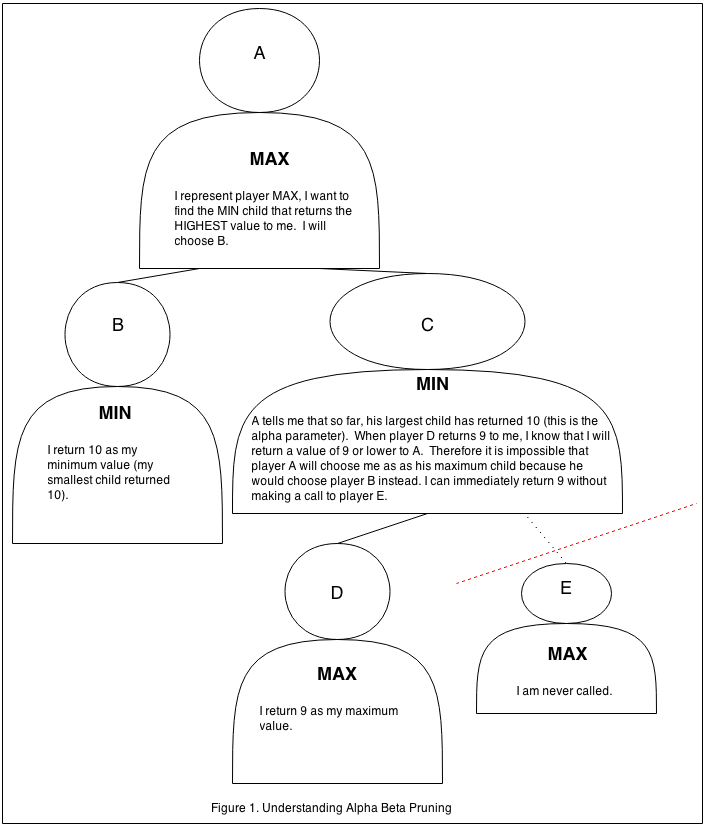 A
MAX
I represent player MAX, I want to
find the MIN child that returns the
HIGHEST value to me.  I will
choose B.
B
MIN
I return 10 as my
minimum value (my
smallest child returned
10).
C
MIN
A tells me that so far, his largest child has returned 10 (this is the
alpha parameter).  When player D returns 9 to me, I know that I will
return a value of 9 or lower to A.  Therefore it is impossible that
player A will choose me as as his maximum child because he
would choose player B instead. I can immediately return 9 without
making a call to player E.
D
MAX
I return 9 as my maximum
value.
E
MAX
I am never called.
Figure 1. Understanding Alpha Beta Pruning